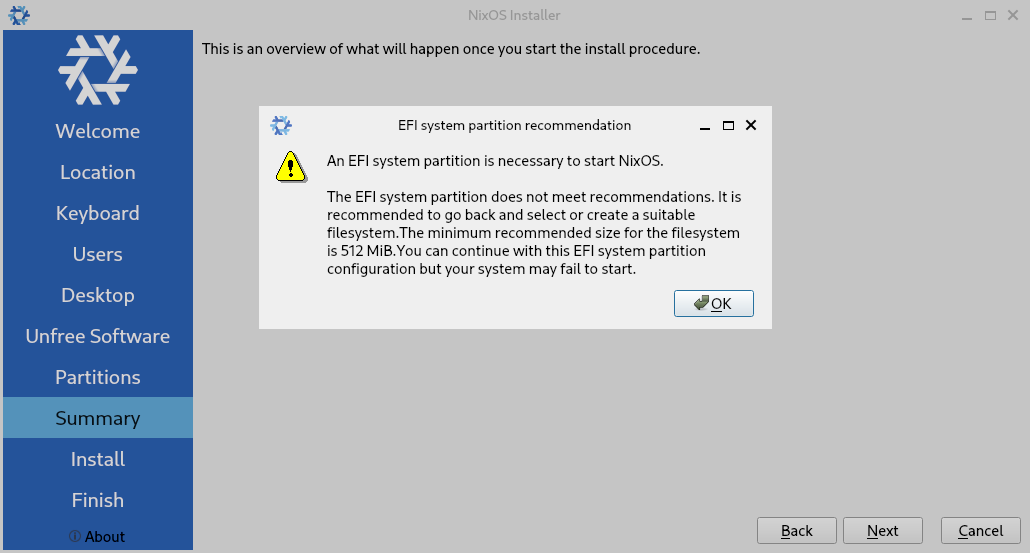 NixOS Installer
Welcome
Location
Keyboard
Users
Desktop
Unfree Software
Partitions
Summary
Install
Finish
About
This is an overview of what will happen once you start the install procedure.
EFI system partition recommendation
An EFI system partition is necessary to start NixOS.
The EFI system partition does not meet recommendations. It is
recommended to go back and select or create a suitable
filesystem.The minimum recommended size for the filesystem
is 512 MiB.You can continue with this EFI system partition
configuration but your system may fail to start.
OK
Back
Next
Cancel